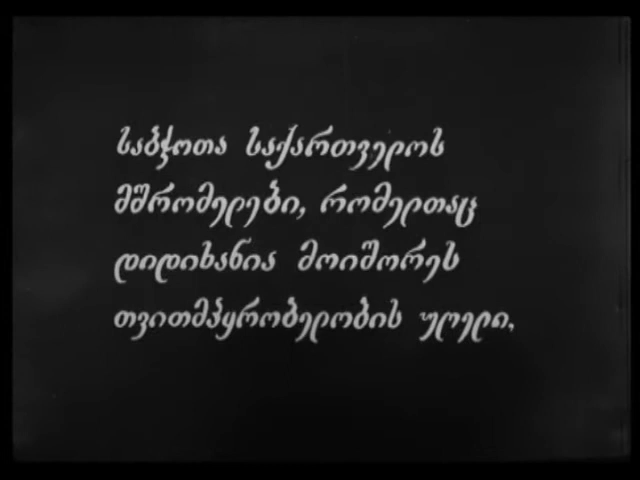 საბჭოთა საქართველოს
მშრომელები, რომელთაც
დიდიხანია მოიშორეს
თვითმპყრობელობის უღელი,